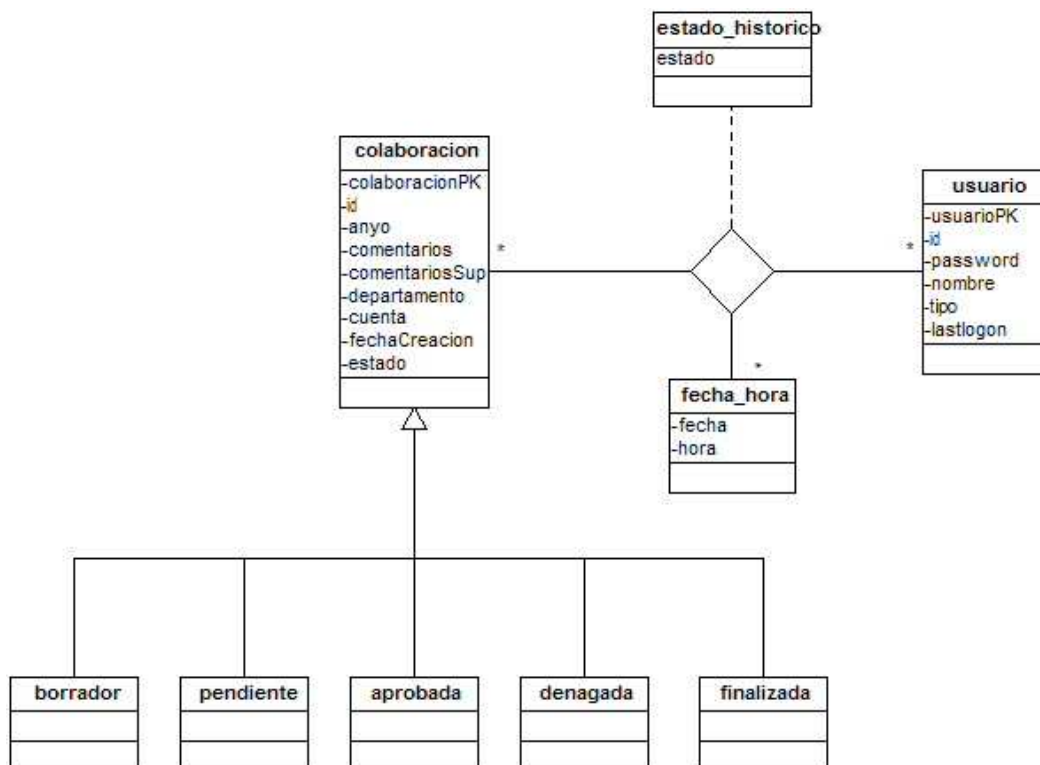 estado_historico
estado
colaboracion
-colaboracionPK
-id
-anyo
-comentarios
-comentariosSup
-departamento
-cuenta
-fechaCreacion
-estado
*
*
usuario
-usuarioPK
-id
-password
-nombre
-tipo
-lastlogon
*
fecha_hora
-fecha
-hora
borrador
pendiente
aprobada
denagada
finalizada